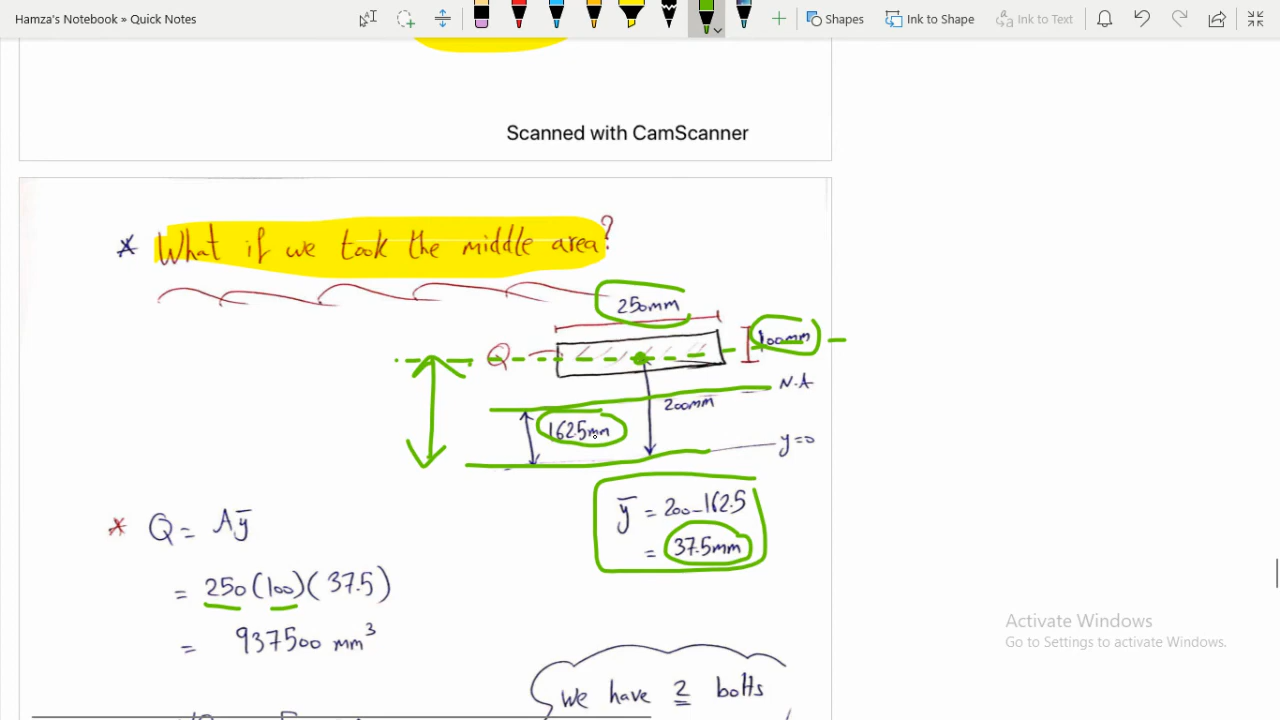 Hamza's Notebook » Quick Notes
Shapes
Ink to Shape
Ink to Text
Scanned with CamScanner
* What if we took the middle area?
250mm
Q
100mm
N.A
200mm
162.5mm
y=0
ȳ = 200-162.5
= 37.5mm
* Q = Aȳ
= 250(100)(37.5)
= 937500 mm³
Activate Windows
Go to Settings to activate Windows.
we have 2 bolts